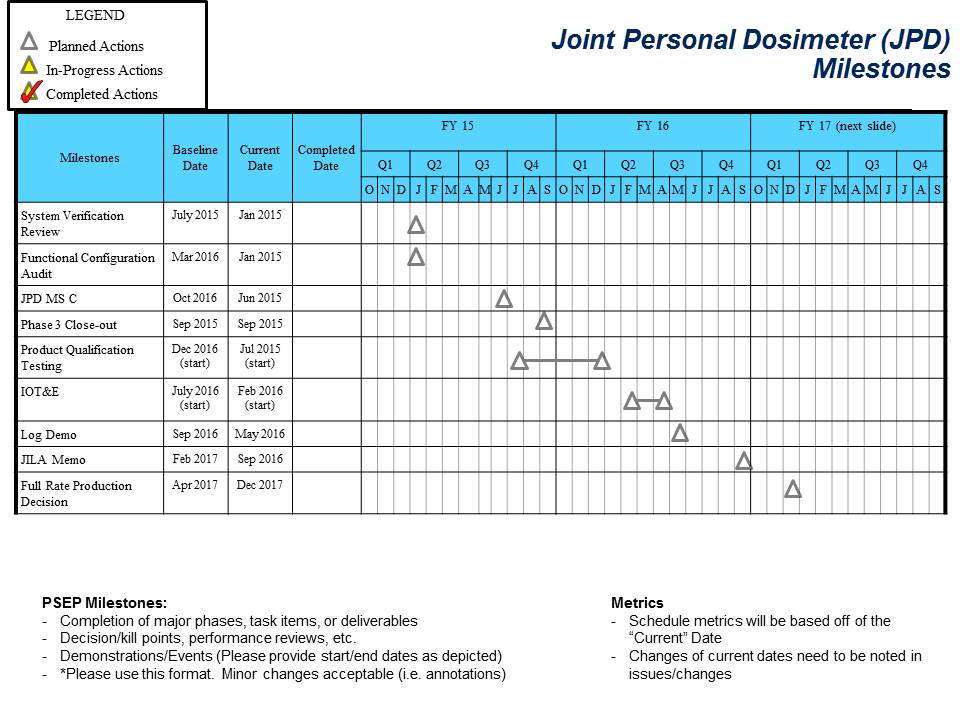 LEGEND
Planned Actions
In-Progress Actions
Completed Actions
Joint Personal Dosimeter (JPD)
Milestones
Milestones Baseline Date Current Date Completed Date FY 15 FY 16 FY 17 (next slide)
Q1 Q2 Q3 Q4 Q1 Q2 Q3 Q4 Q1 Q2 Q3 Q4
O N D J F M A M J J A S O N D J F M A M J J A S O N D J F M A M J J A S
System Verification Review July 2015 Jan 2015
Functional Configuration Audit Mar 2016 Jan 2015
JPD MS C Oct 2016 Jun 2015
Phase 3 Close-out Sep 2015 Sep 2015
Product Qualification Testing Dec 2016 (start) Jul 2015 (start)
IOT&E July 2016 (start) Feb 2016 (start)
Log Demo Sep 2016 May 2016
JILA Memo Feb 2017 Sep 2016
Full Rate Production Decision Apr 2017 Dec 2017
PSEP Milestones:
- Completion of major phases, task items, or deliverables
- Decision/kill points, performance reviews, etc.
- Demonstrations/Events (Please provide start/end dates as depicted)
- *Please use this format. Minor changes acceptable (i.e. annotations)
Metrics
- Schedule metrics will be based off of the
“Current” Date
- Changes of current dates need to be noted in
issues/changes